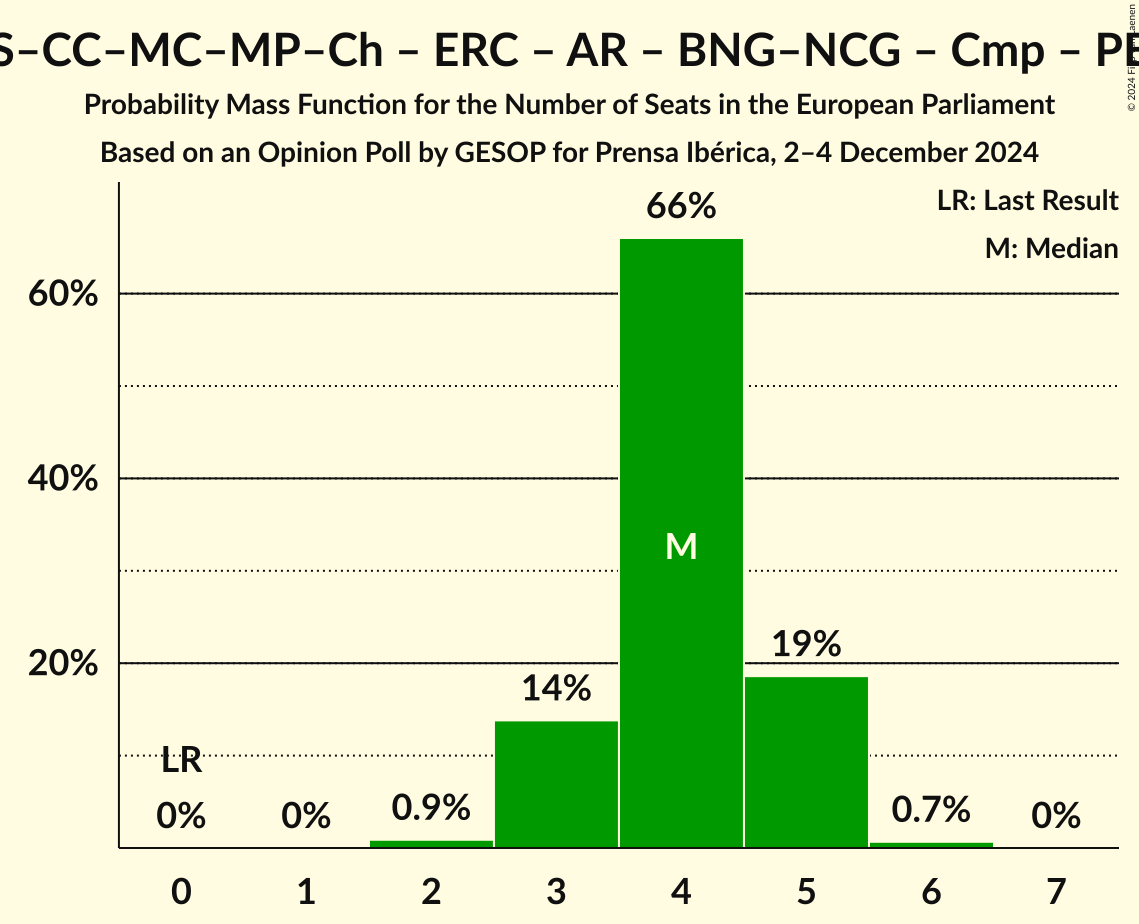 S–CC–MC–MP–Ch – ERC – AR – BNG–NCG – Cmp – PE
Probability Mass Function for the Number of Seats in the European Parliament
Based on an Opinion Poll by GESOP for Prensa Ibérica, 2–4 December 2024
LR: Last Result
M: Median
66%
60%
40%
M
19%
20%
14%
LR
0%
0%
0.9%
0.7%
0%
0 1 2 3 4 5 6 7
© 2024